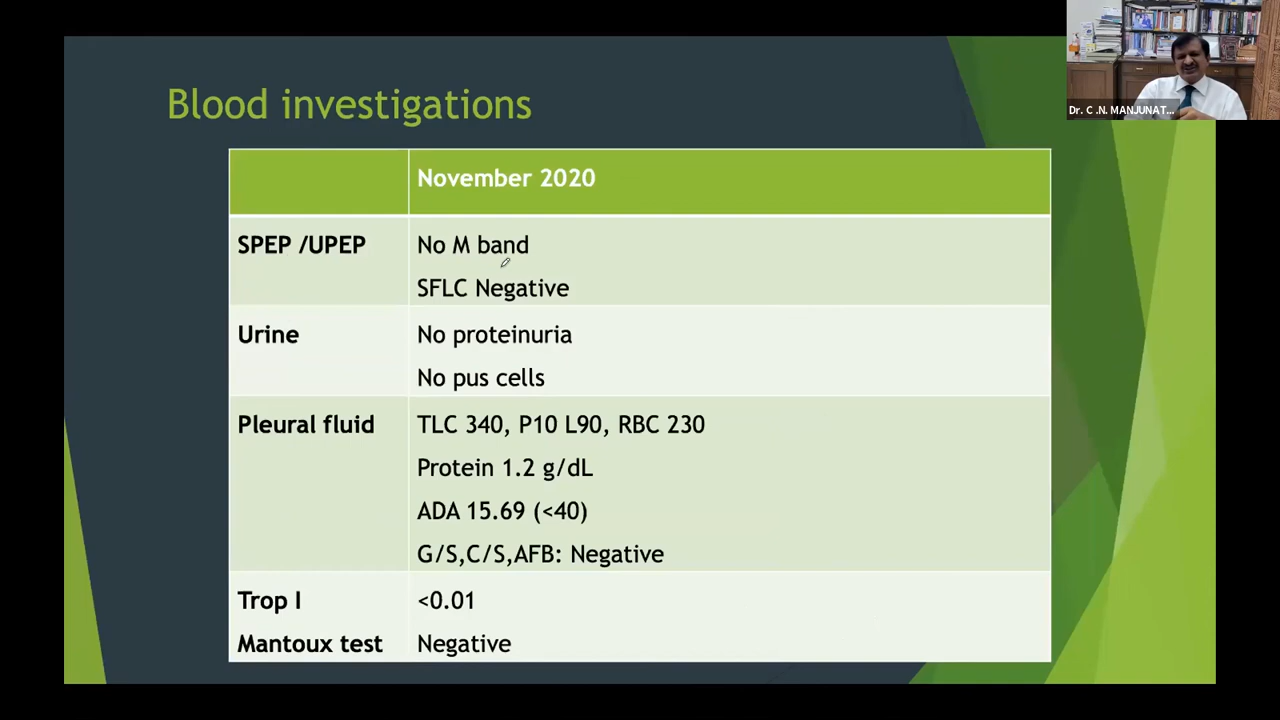 Dr. C .N. MANJUNAT...
Blood investigations
November 2020
SPEP /UPEP
No M band
SFLC Negative
Urine
No proteinuria
No pus cells
Pleural fluid
TLC 340, P10 L90, RBC 230
Protein 1.2 g/dL
ADA 15.69 (<40)
G/S,C/S,AFB: Negative
Trop I
<0.01
Mantoux test
Negative